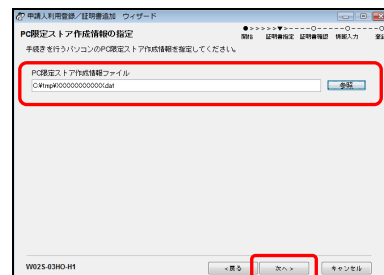 申請人利用登録/証明書追加 ウィザード
PC限定ストア作成情報の指定
●>>>>>▼>----○----○----○
開始 証明書指定 証明書確認 情報入力
手続きを行うパソコンのPC限定ストア作成情報を指定してください。
PC限定ストア作成情報ファイル
参照
W02S-03HO-H1
<戻る
次へ>
キャンセル